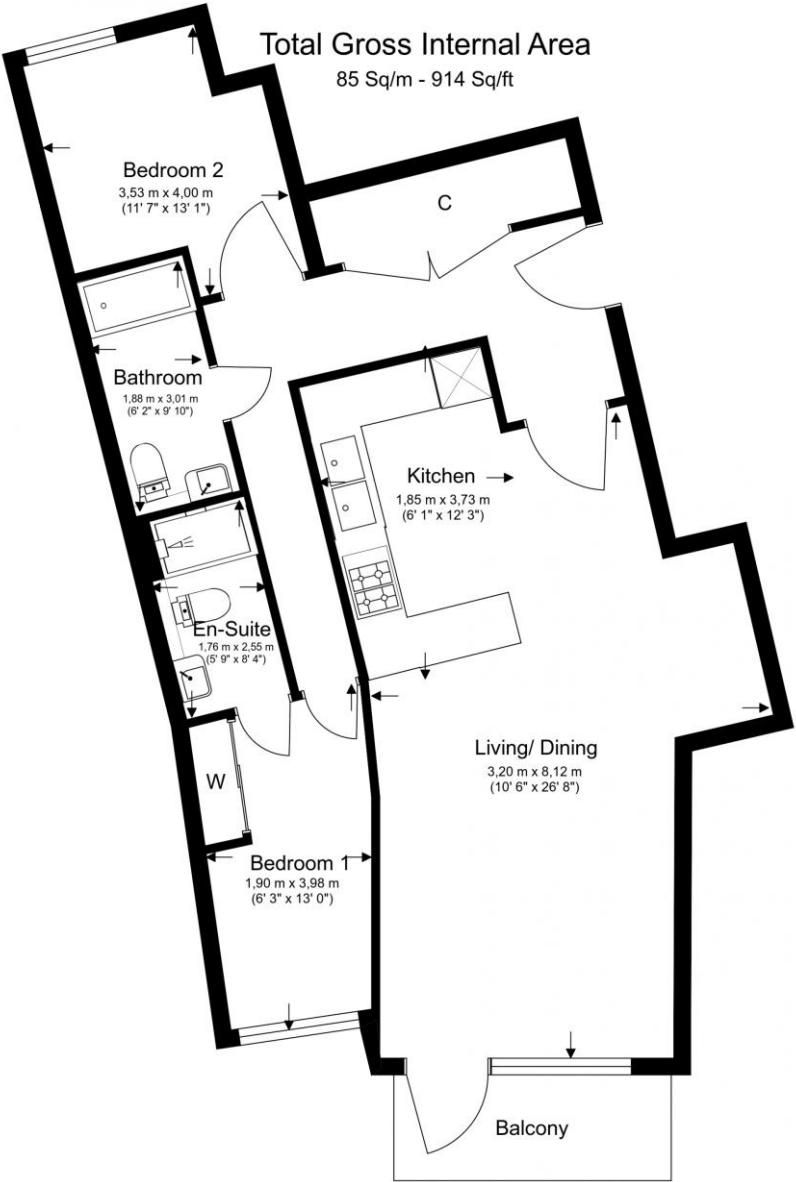 Total Gross Internal Area
85 Sq/m - 914 Sq/ft
Bedroom 2
3,53 m x 4,00 m
(11' 7" x 13' 1")
C
Bathroom
1,88 m x 3,01 m
(6' 2" x 9' 10")
Kitchen
1,85 m x 3,73 m
(6' 1" x 12' 3")
En-Suite
1,76 m x 2,55 m
(5' 9" x 8' 4")
Living/ Dining
3,20 m x 8,12 m
(10' 6" x 26' 8")
W
Bedroom 1
1,90 m x 3,98 m
(6' 3" x 13' 0")
Balcony